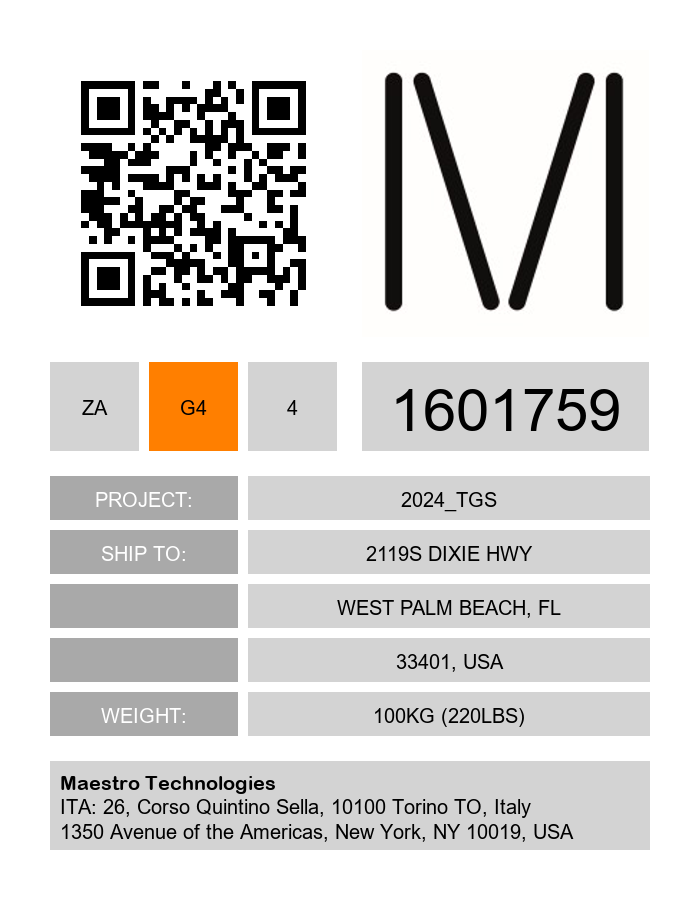 M
ZA G4 4 1601759
PROJECT: 2024_TGS
SHIP TO: 2119S DIXIE HWY
WEST PALM BEACH, FL
33401, USA
WEIGHT: 100KG (220LBS)
Maestro Technologies
ITA: 26, Corso Quintino Sella, 10100 Torino TO, Italy
1350 Avenue of the Americas, New York, NY 10019, USA